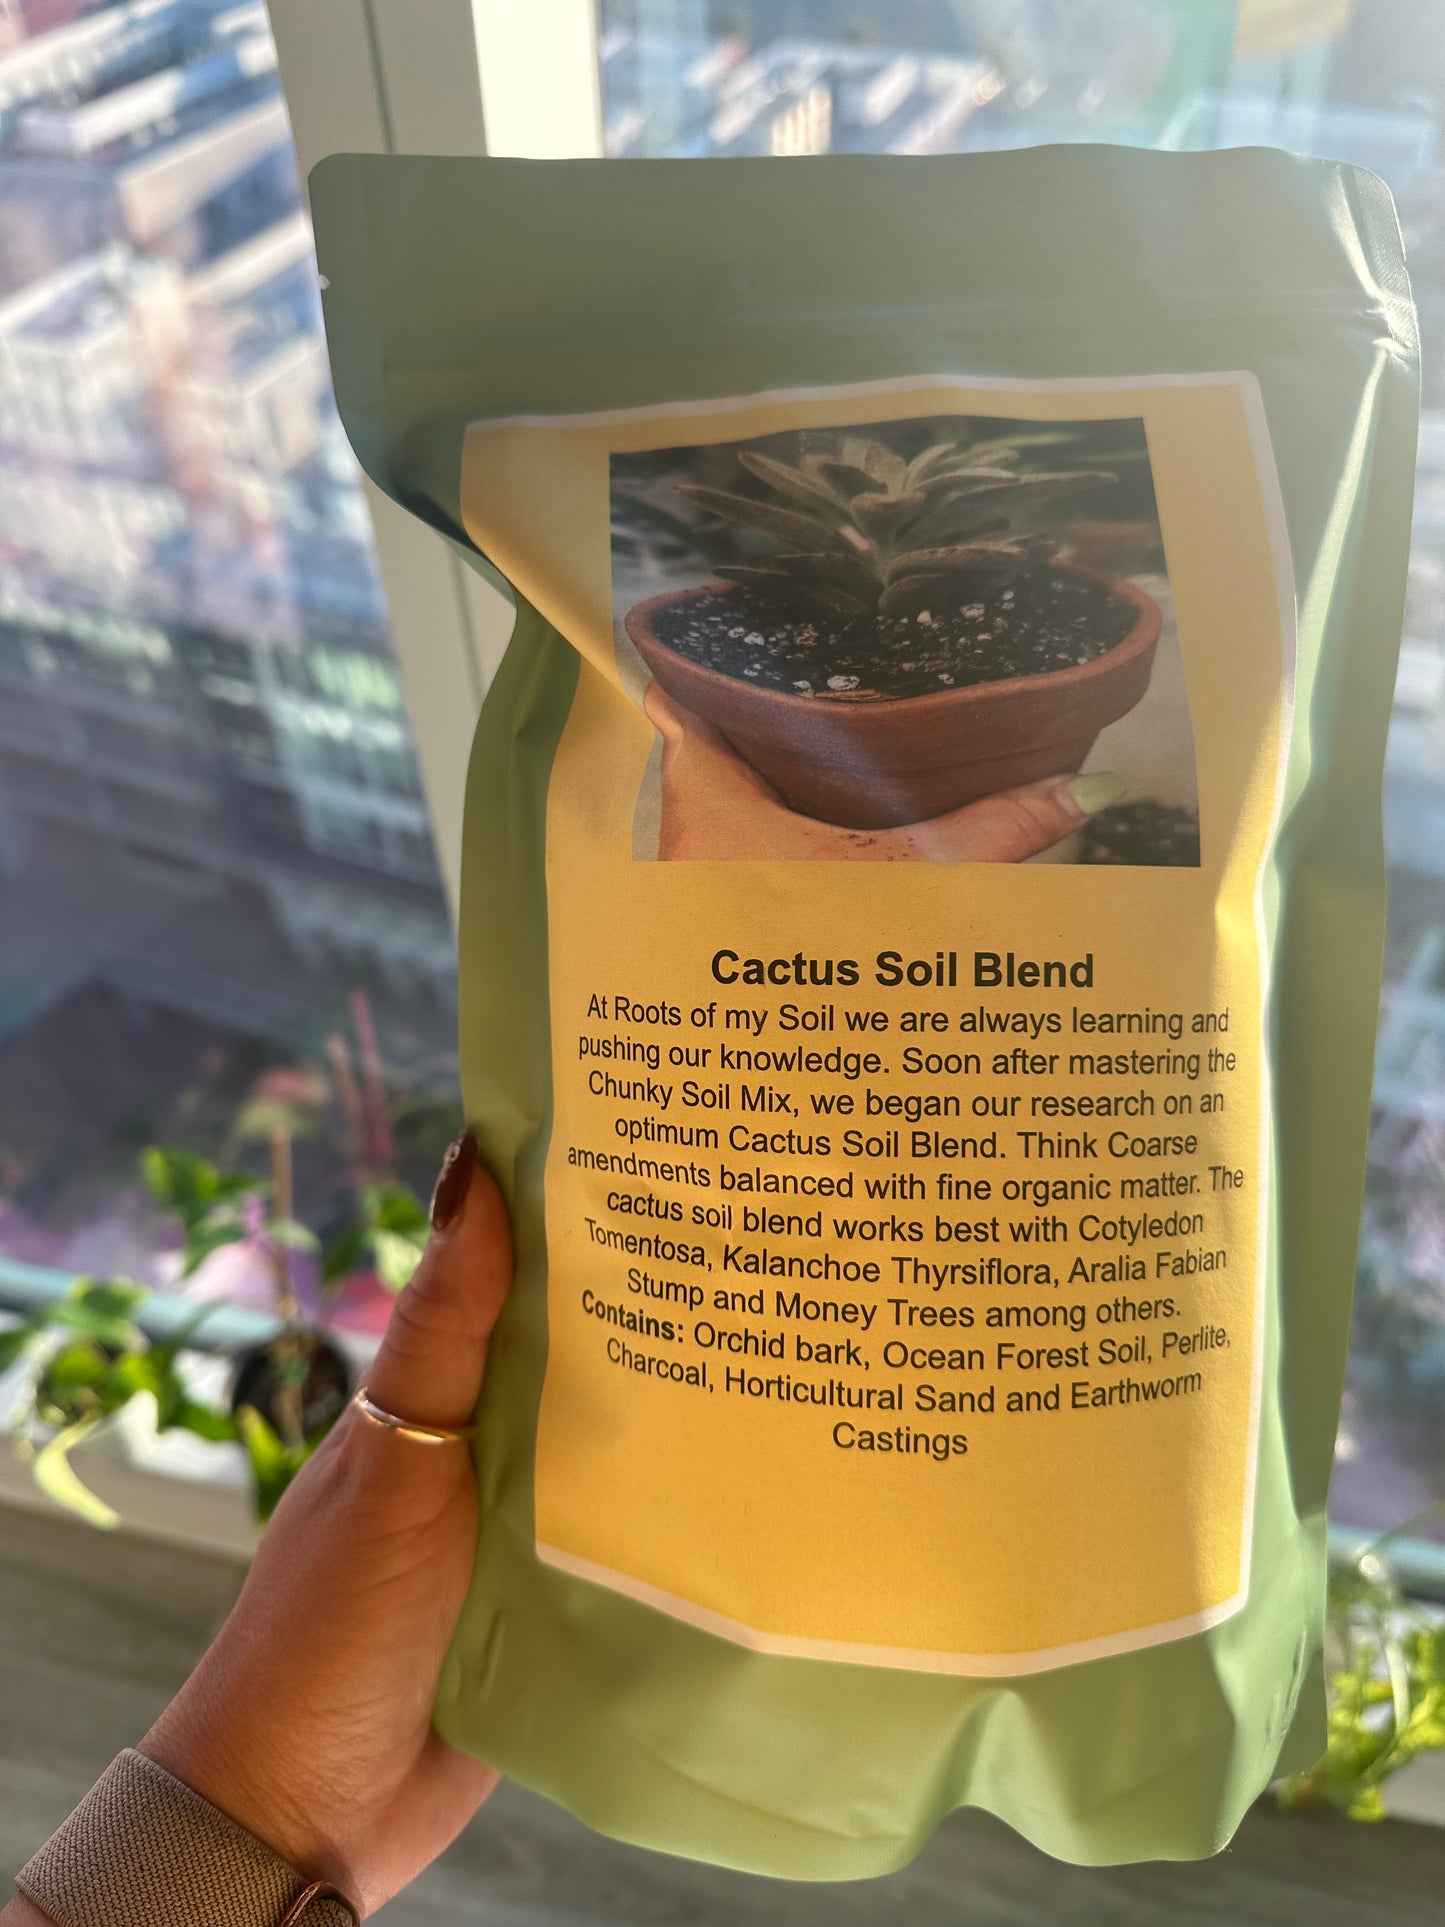 Cactus Soil Blend
At Roots of my Soil we are always learning and
pushing our knowledge. Soon after mastering the
Chunky Soil Mix, we began our research on an
optimum Cactus Soil Blend. Think Coarse
amendments balanced with fine organic matter. The
cactus soil blend works best with Cotyledon
Tomentosa, Kalanchoe Thyrsiflora, Aralia Fabian
Stump and Money Trees among others.
Contains: Orchid bark, Ocean Forest Soil, Perlite,
Charcoal, Horticultural Sand and Earthworm
Castings